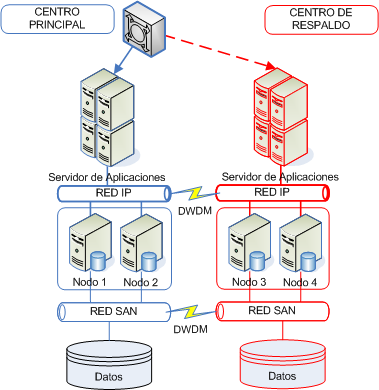 CENTRO
PRINCIPAL
CENTRO DE
RESPALDO
Servidor de Aplicaciones
Servidor de Aplicaciones
RED IP
RED IP
DWDM
Nodo 1
Nodo 2
Nodo 3
Nodo 4
RED SAN
RED SAN
DWDM
Datos
Datos